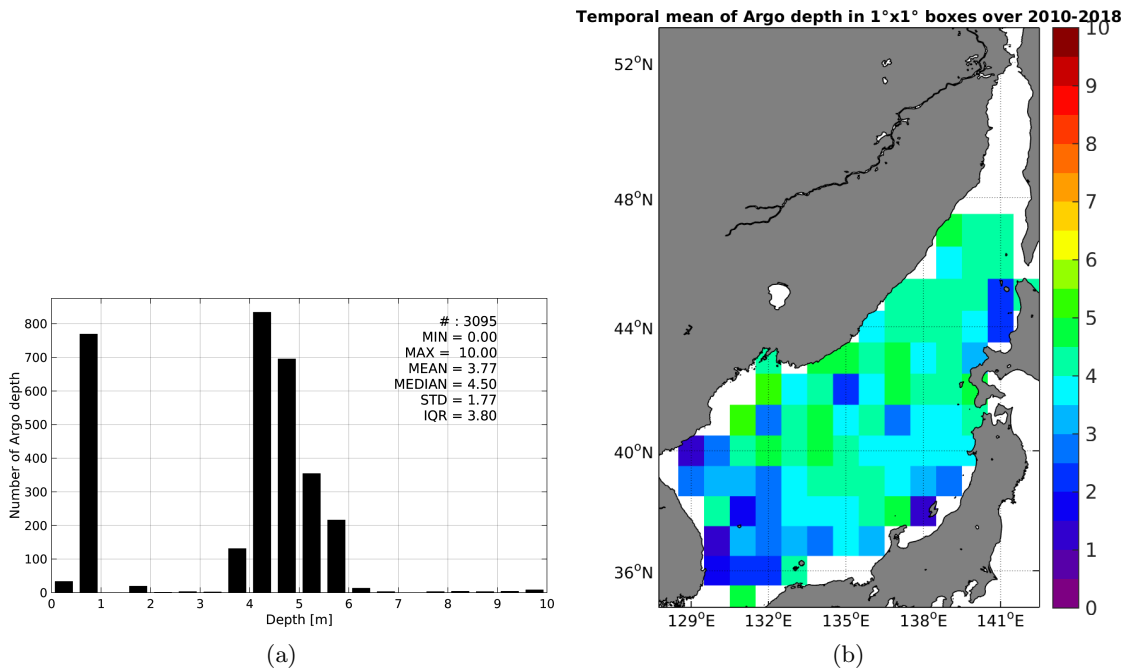 Temporal mean of Argo depth in 1°x1° boxes over 2010-2018
# : 3095
MIN = 0.00
MAX = 10.00
MEAN = 3.77
MEDIAN = 4.50
STD = 1.77
IQR = 3.80
Number of Argo depth
800
700
600
500
400
300
200
100
0
0 1 2 3 4 5 6 7 8 9 10
Depth [m]
(a)
52°N
48°N
44°N
40°N
36°N
129°E 132°E 135°E 138°E 141°E
10
9
8
7
6
5
4
3
2
1
0
(b)